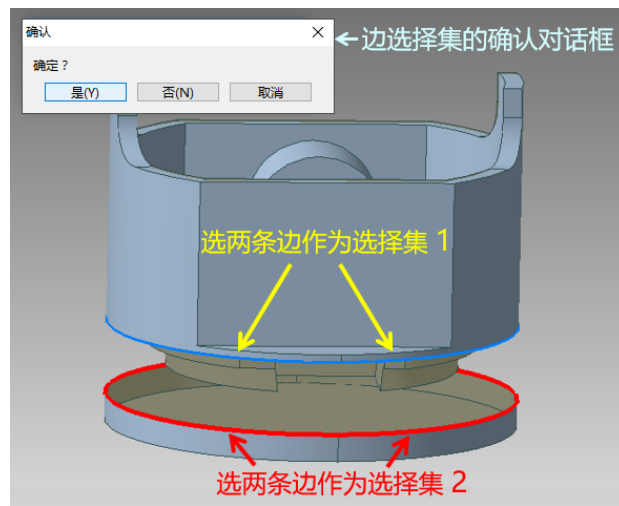 确认
←边选择集的确认对话框
确定？
是(Y)
否(N)
取消
选两条边作为选择集 1
选两条边作为选择集 2